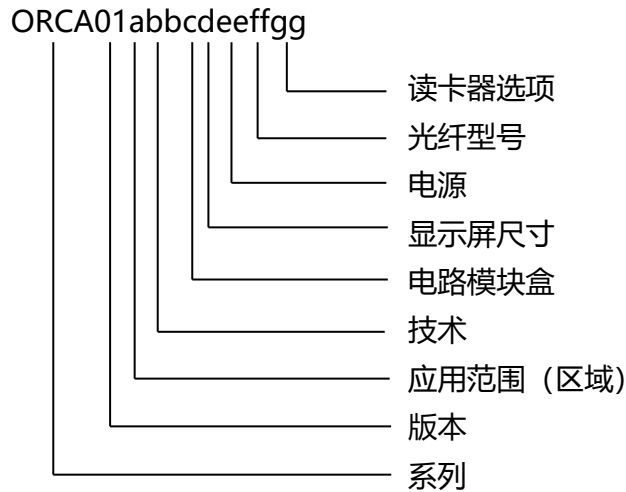 ORCA01abbcdeeffgg
读卡器选项
光纤型号
电源
显示屏尺寸
电路模块盒
技术
应用范围（区域）
版本
系列